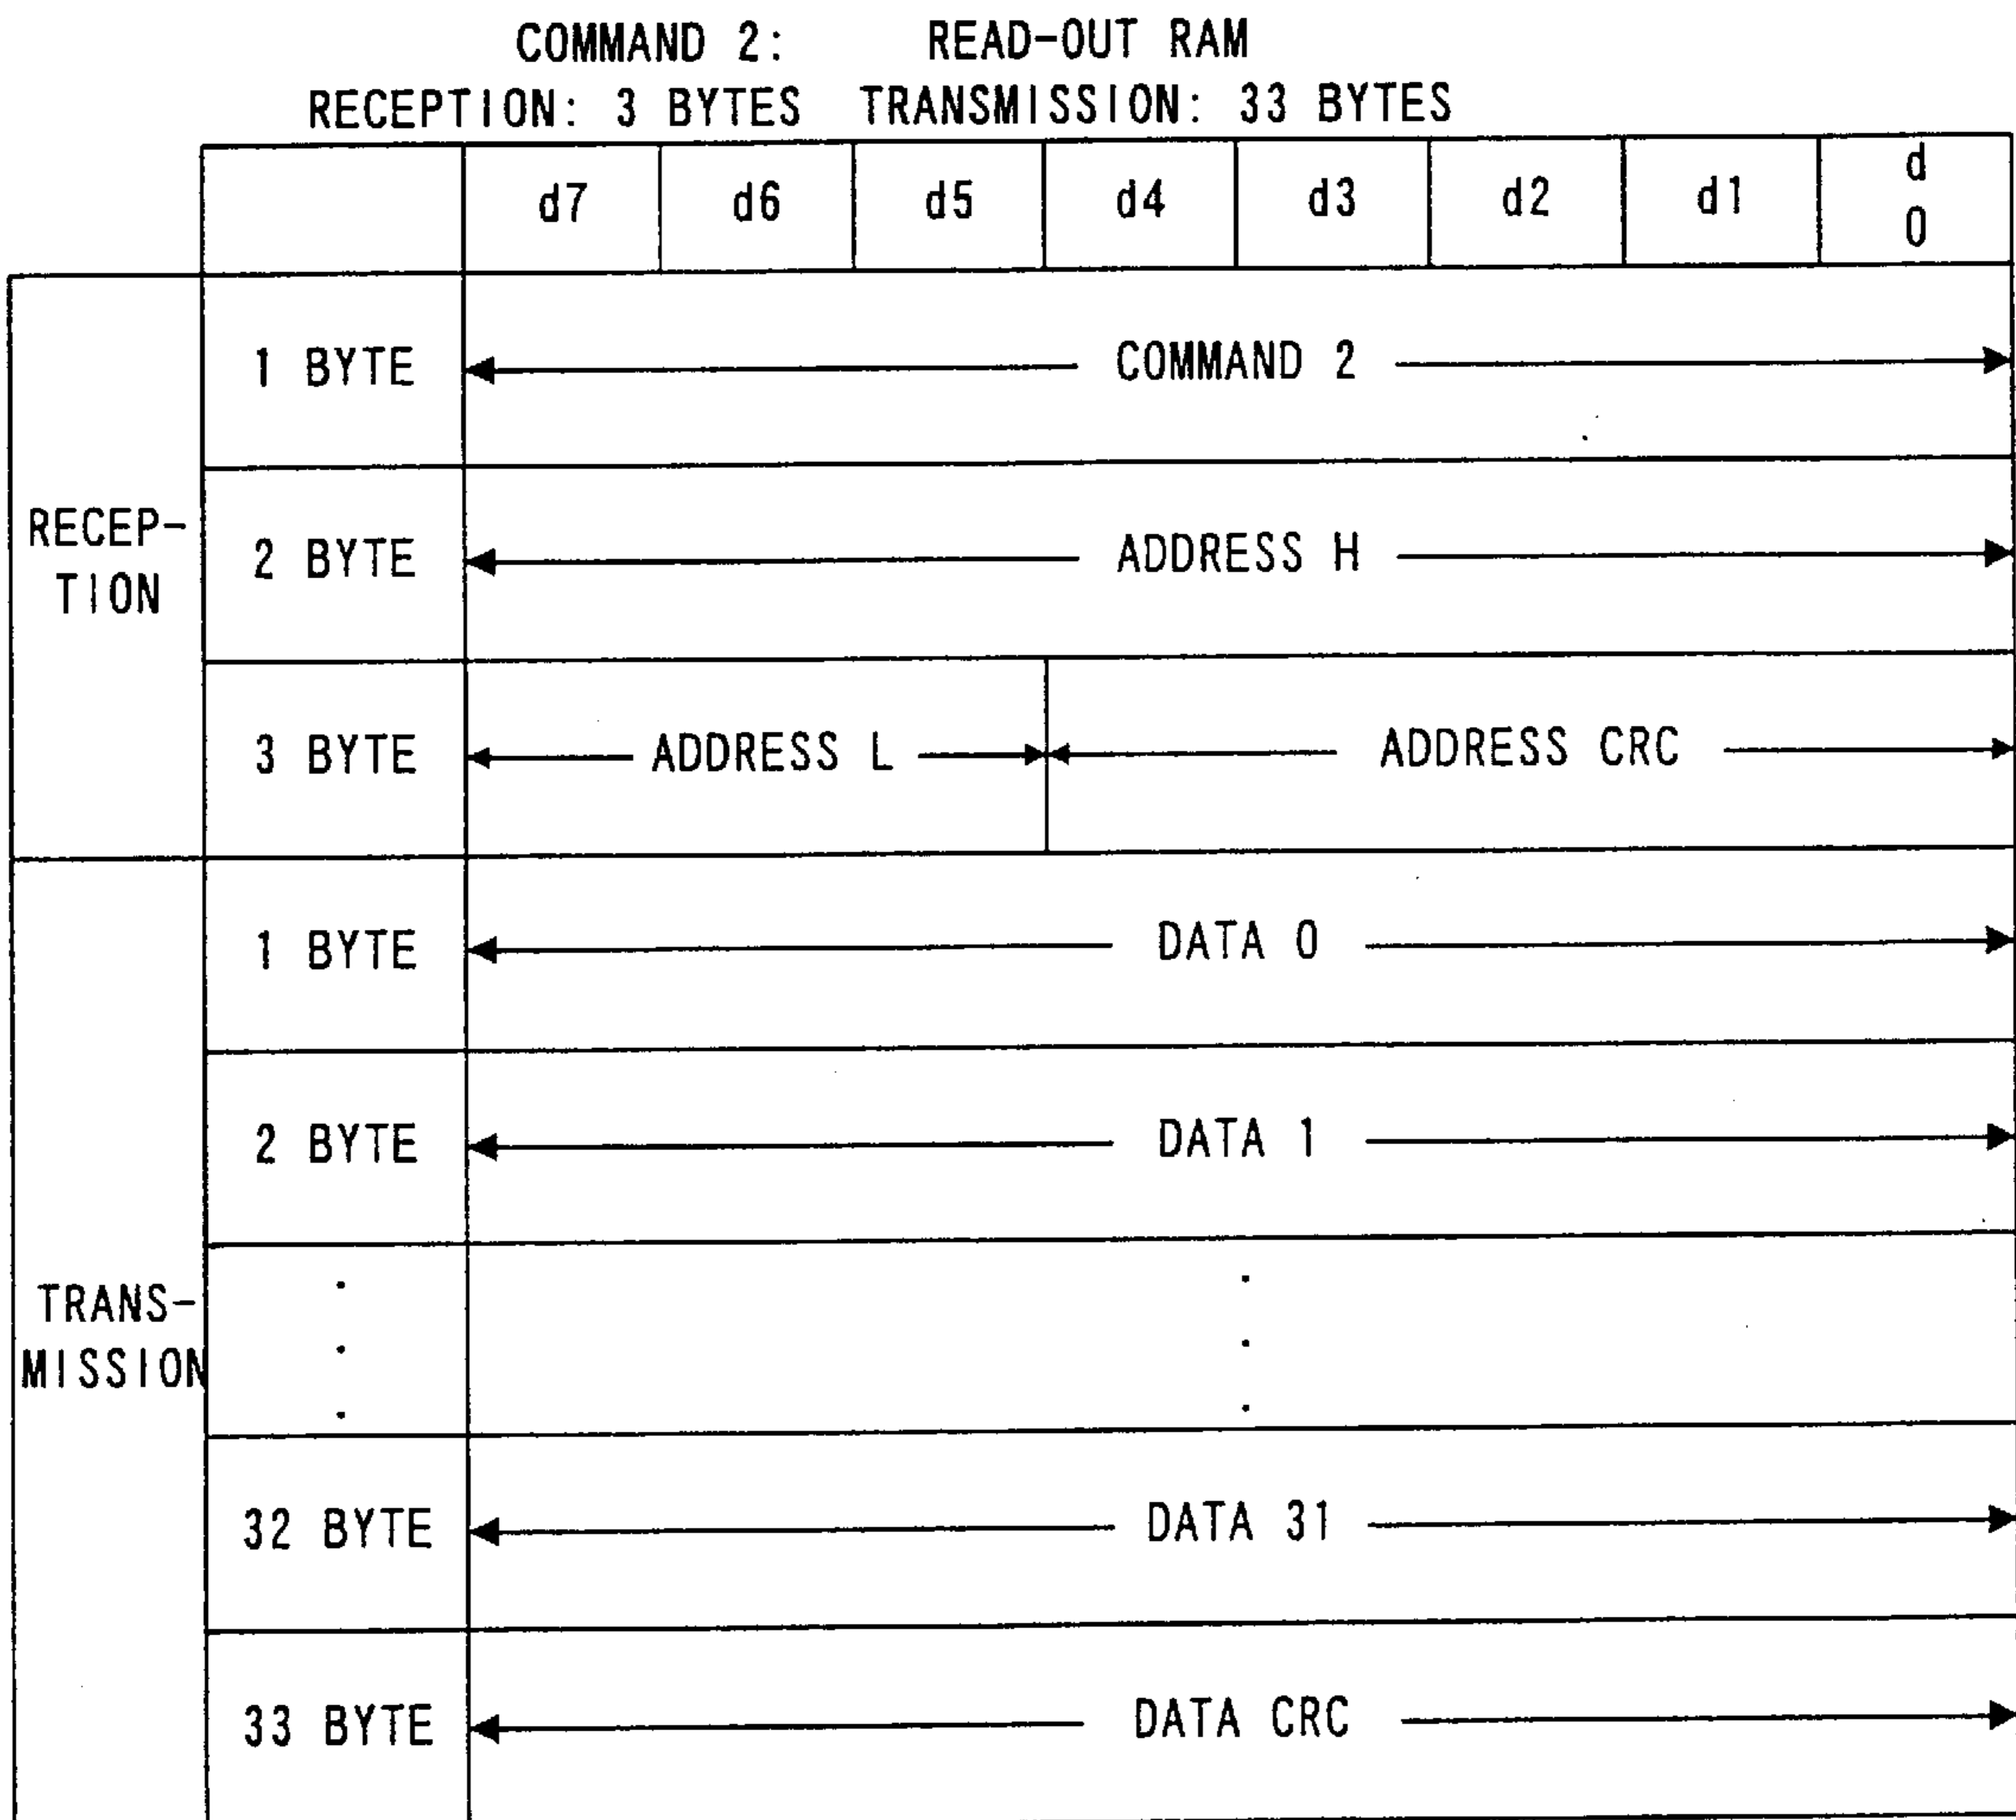 COMMAND 2: READ-OUT RAM
RECEPTION: 3 BYTES TRANSMISSION: 33 BYTES
d7 d6 d5 d4 d3 d2 d1 d
0
RECEP-
TION
1 BYTE COMMAND 2
2 BYTE ADDRESS H
3 BYTE ADDRESS L ADDRESS CRC
TRANS-
MISSION
1 BYTE DATA 0
2 BYTE DATA 1
32 BYTE DATA 31
33 BYTE DATA CRC